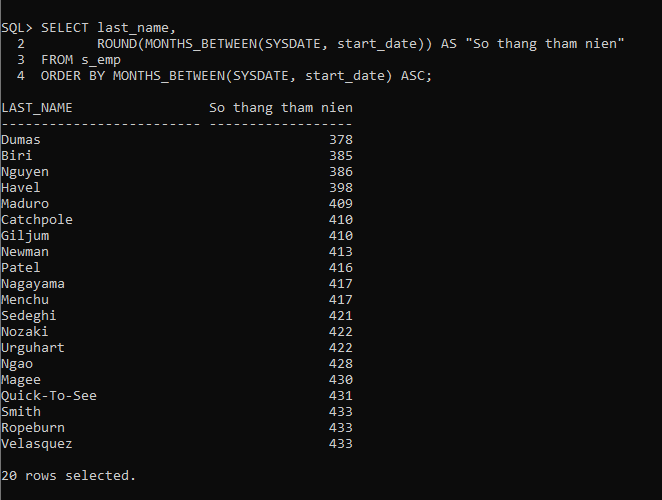 SQL> SELECT last_name,
  2         ROUND(MONTHS_BETWEEN(SYSDATE, start_date)) AS "So thang tham nien"
  3  FROM s_emp
  4  ORDER BY MONTHS_BETWEEN(SYSDATE, start_date) ASC;
LAST_NAME                 So thang tham nien
------------------------- ------------------
Dumas                                    378
Biri                                     385
Nguyen                                   386
Havel                                    398
Maduro                                   409
Catchpole                                410
Giljum                                   410
Newman                                   413
Patel                                    416
Nagayama                                 417
Menchu                                   417
Sedeghi                                  421
Nozaki                                   422
Urguhart                                 422
Ngao                                     428
Magee                                    430
Quick-To-See                             431
Smith                                    433
Ropeburn                                 433
Velasquez                                433
20 rows selected.